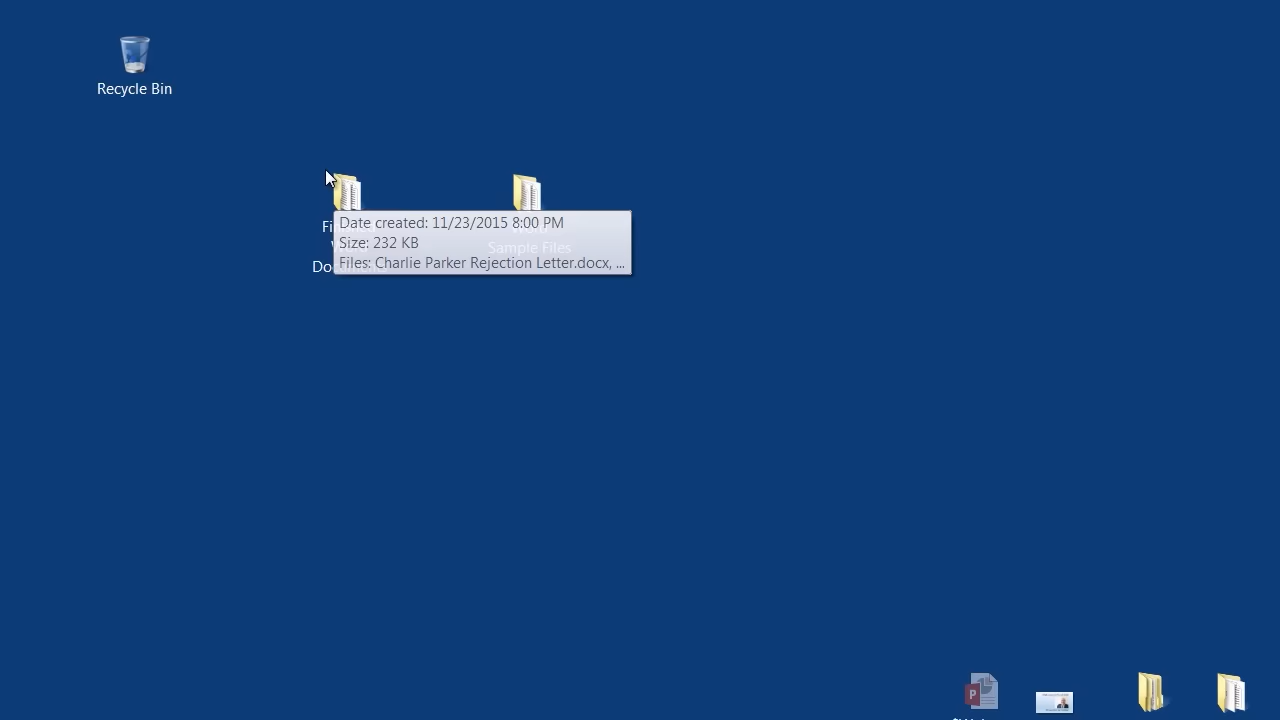 Recycle Bin
Date created: 11/23/2015 8:00 PM
Size: 232 KB
Sample Files
Files: Charlie Parker Rejection Letter.docx, ...